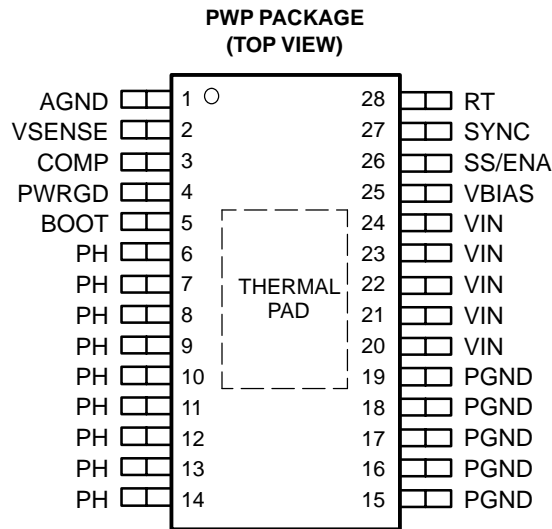 PWP PACKAGE
(TOP VIEW)
AGND 1 28 RT
VSENSE 2 27 SYNC
COMP 3 26 SS/ENA
PWRGD 4 25 VBIAS
BOOT 5 24 VIN
PH 6 23 VIN
PH 7 22 VIN
PH 8 21 VIN
PH 9 20 VIN
PH 10 19 PGND
PH 11 18 PGND
PH 12 17 PGND
PH 13 16 PGND
PH 14 15 PGND
THERMAL
PAD